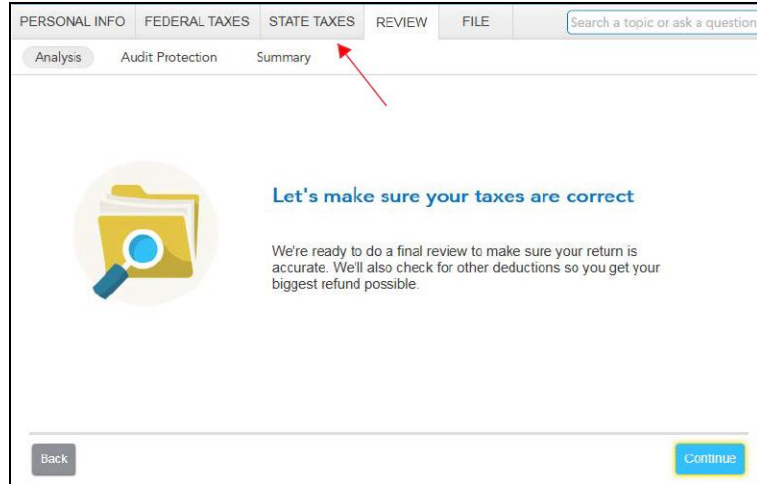 PERSONAL INFO FEDERAL TAXES STATE TAXES REVIEW FILE Search a topic or ask a question
Analysis Audit Protection Summary
Let's make sure your taxes are correct
We're ready to do a final review to make sure your return is
accurate. We'll also check for other deductions so you get your
biggest refund possible.
Back Continue